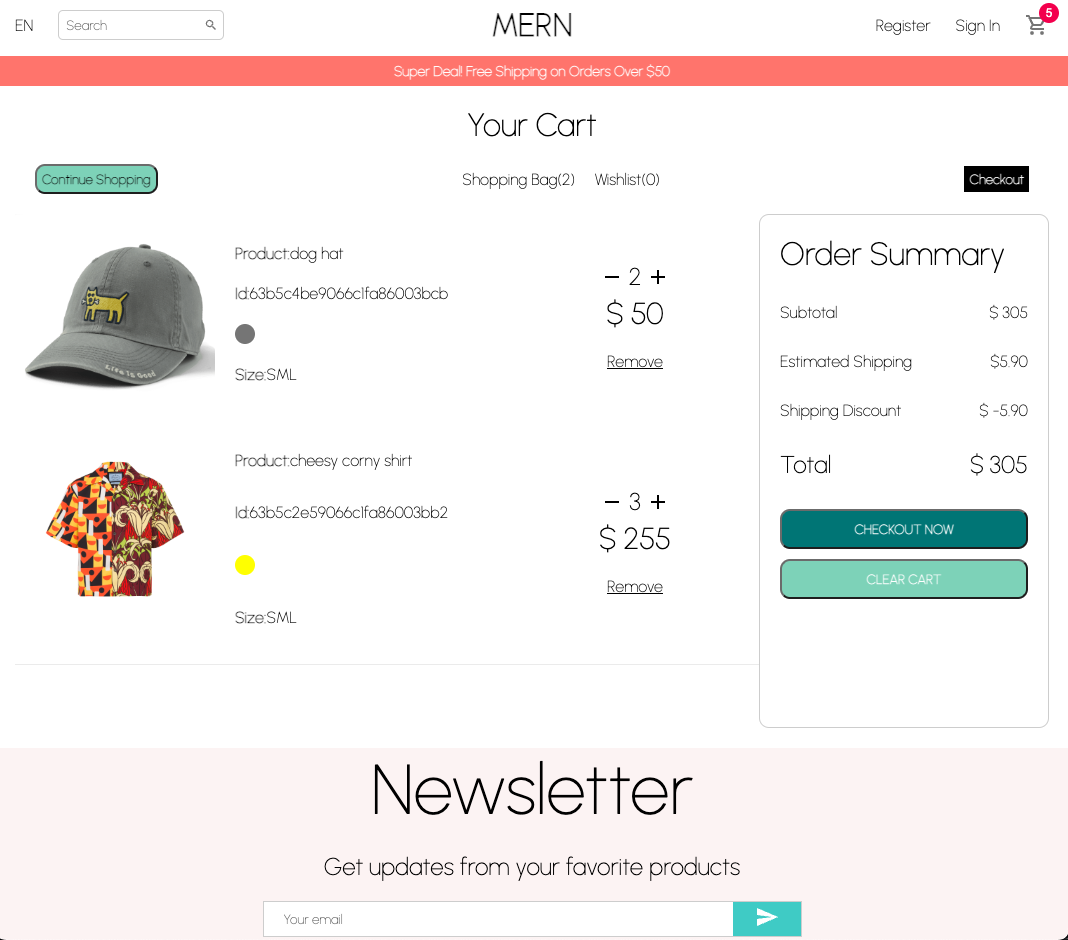 EN
Search
MERN
Register
Sign In
5
Super Deal! Free Shipping on Orders Over $50
Your Cart
Continue Shopping
Shopping Bag(2)
Wishlist(0)
Checkout
Product:dog hat
Id:63b5c4be9066c1fa86003bcb
Size:SML
Life is Good
2
$ 50
Remove
Product:cheesy corny shirt
Id:63b5c2e59066c1fa86003bb2
Size:SML
3
$ 255
Remove
Order Summary
Subtotal $ 305
Estimated Shipping $5.90
Shipping Discount $ -5.90
Total $ 305
CHECKOUT NOW
CLEAR CART
Newsletter
Get updates from your favorite products
Your email